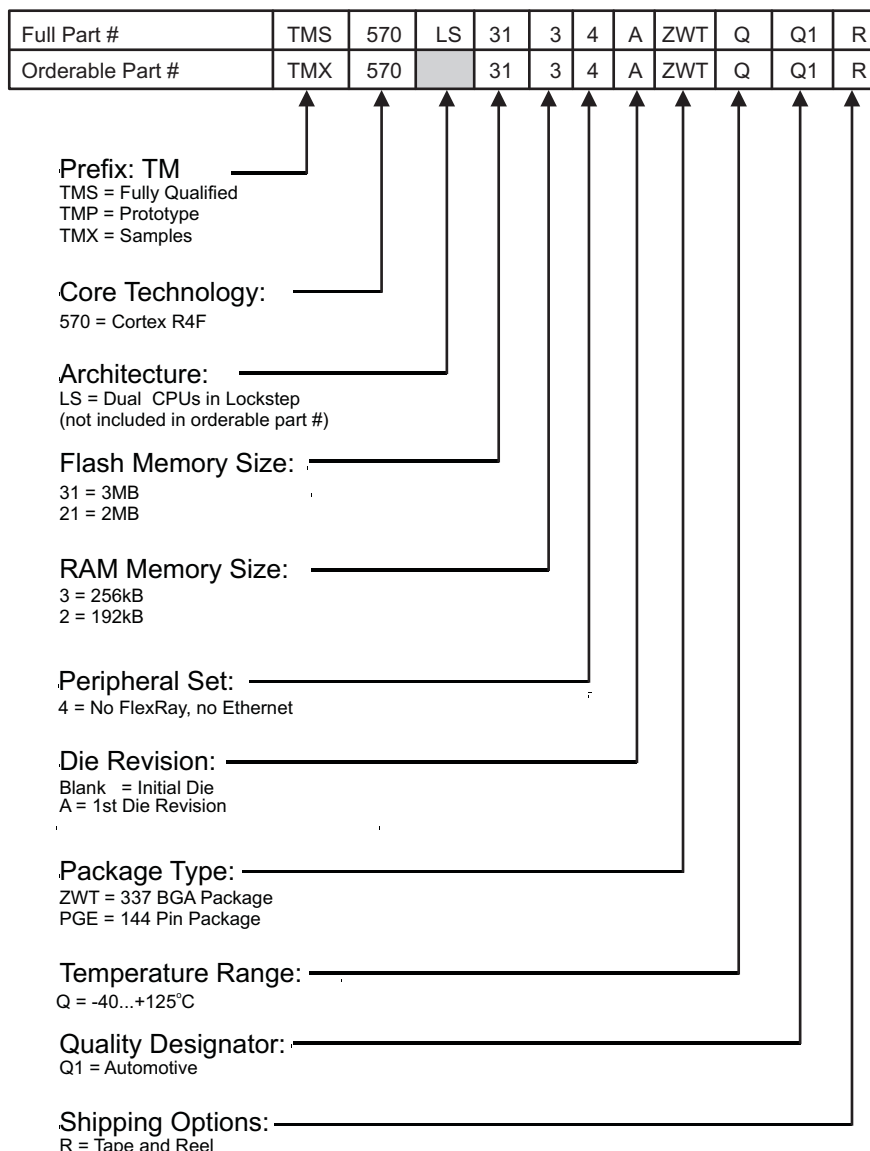 Full Part # TMS 570 LS 31 3 4 A ZWT Q Q1 R
Orderable Part # TMX 570 31 3 4 A ZWT Q Q1 R
Prefix: TM
TMS = Fully Qualified
TMP = Prototype
TMX = Samples
Core Technology:
570 = Cortex R4F
Architecture:
LS = Dual CPUs in Lockstep
(not included in orderable part #)
Flash Memory Size:
31 = 3MB
21 = 2MB
RAM Memory Size:
3 = 256kB
2 = 192kB
Peripheral Set:
4 = No FlexRay, no Ethernet
Die Revision:
Blank = Initial Die
A = 1st Die Revision
Package Type:
ZWT = 337 BGA Package
PGE = 144 Pin Package
Temperature Range:
Q = -40...+125°C
Quality Designator:
Q1 = Automotive
Shipping Options:
R = Tape and Reel